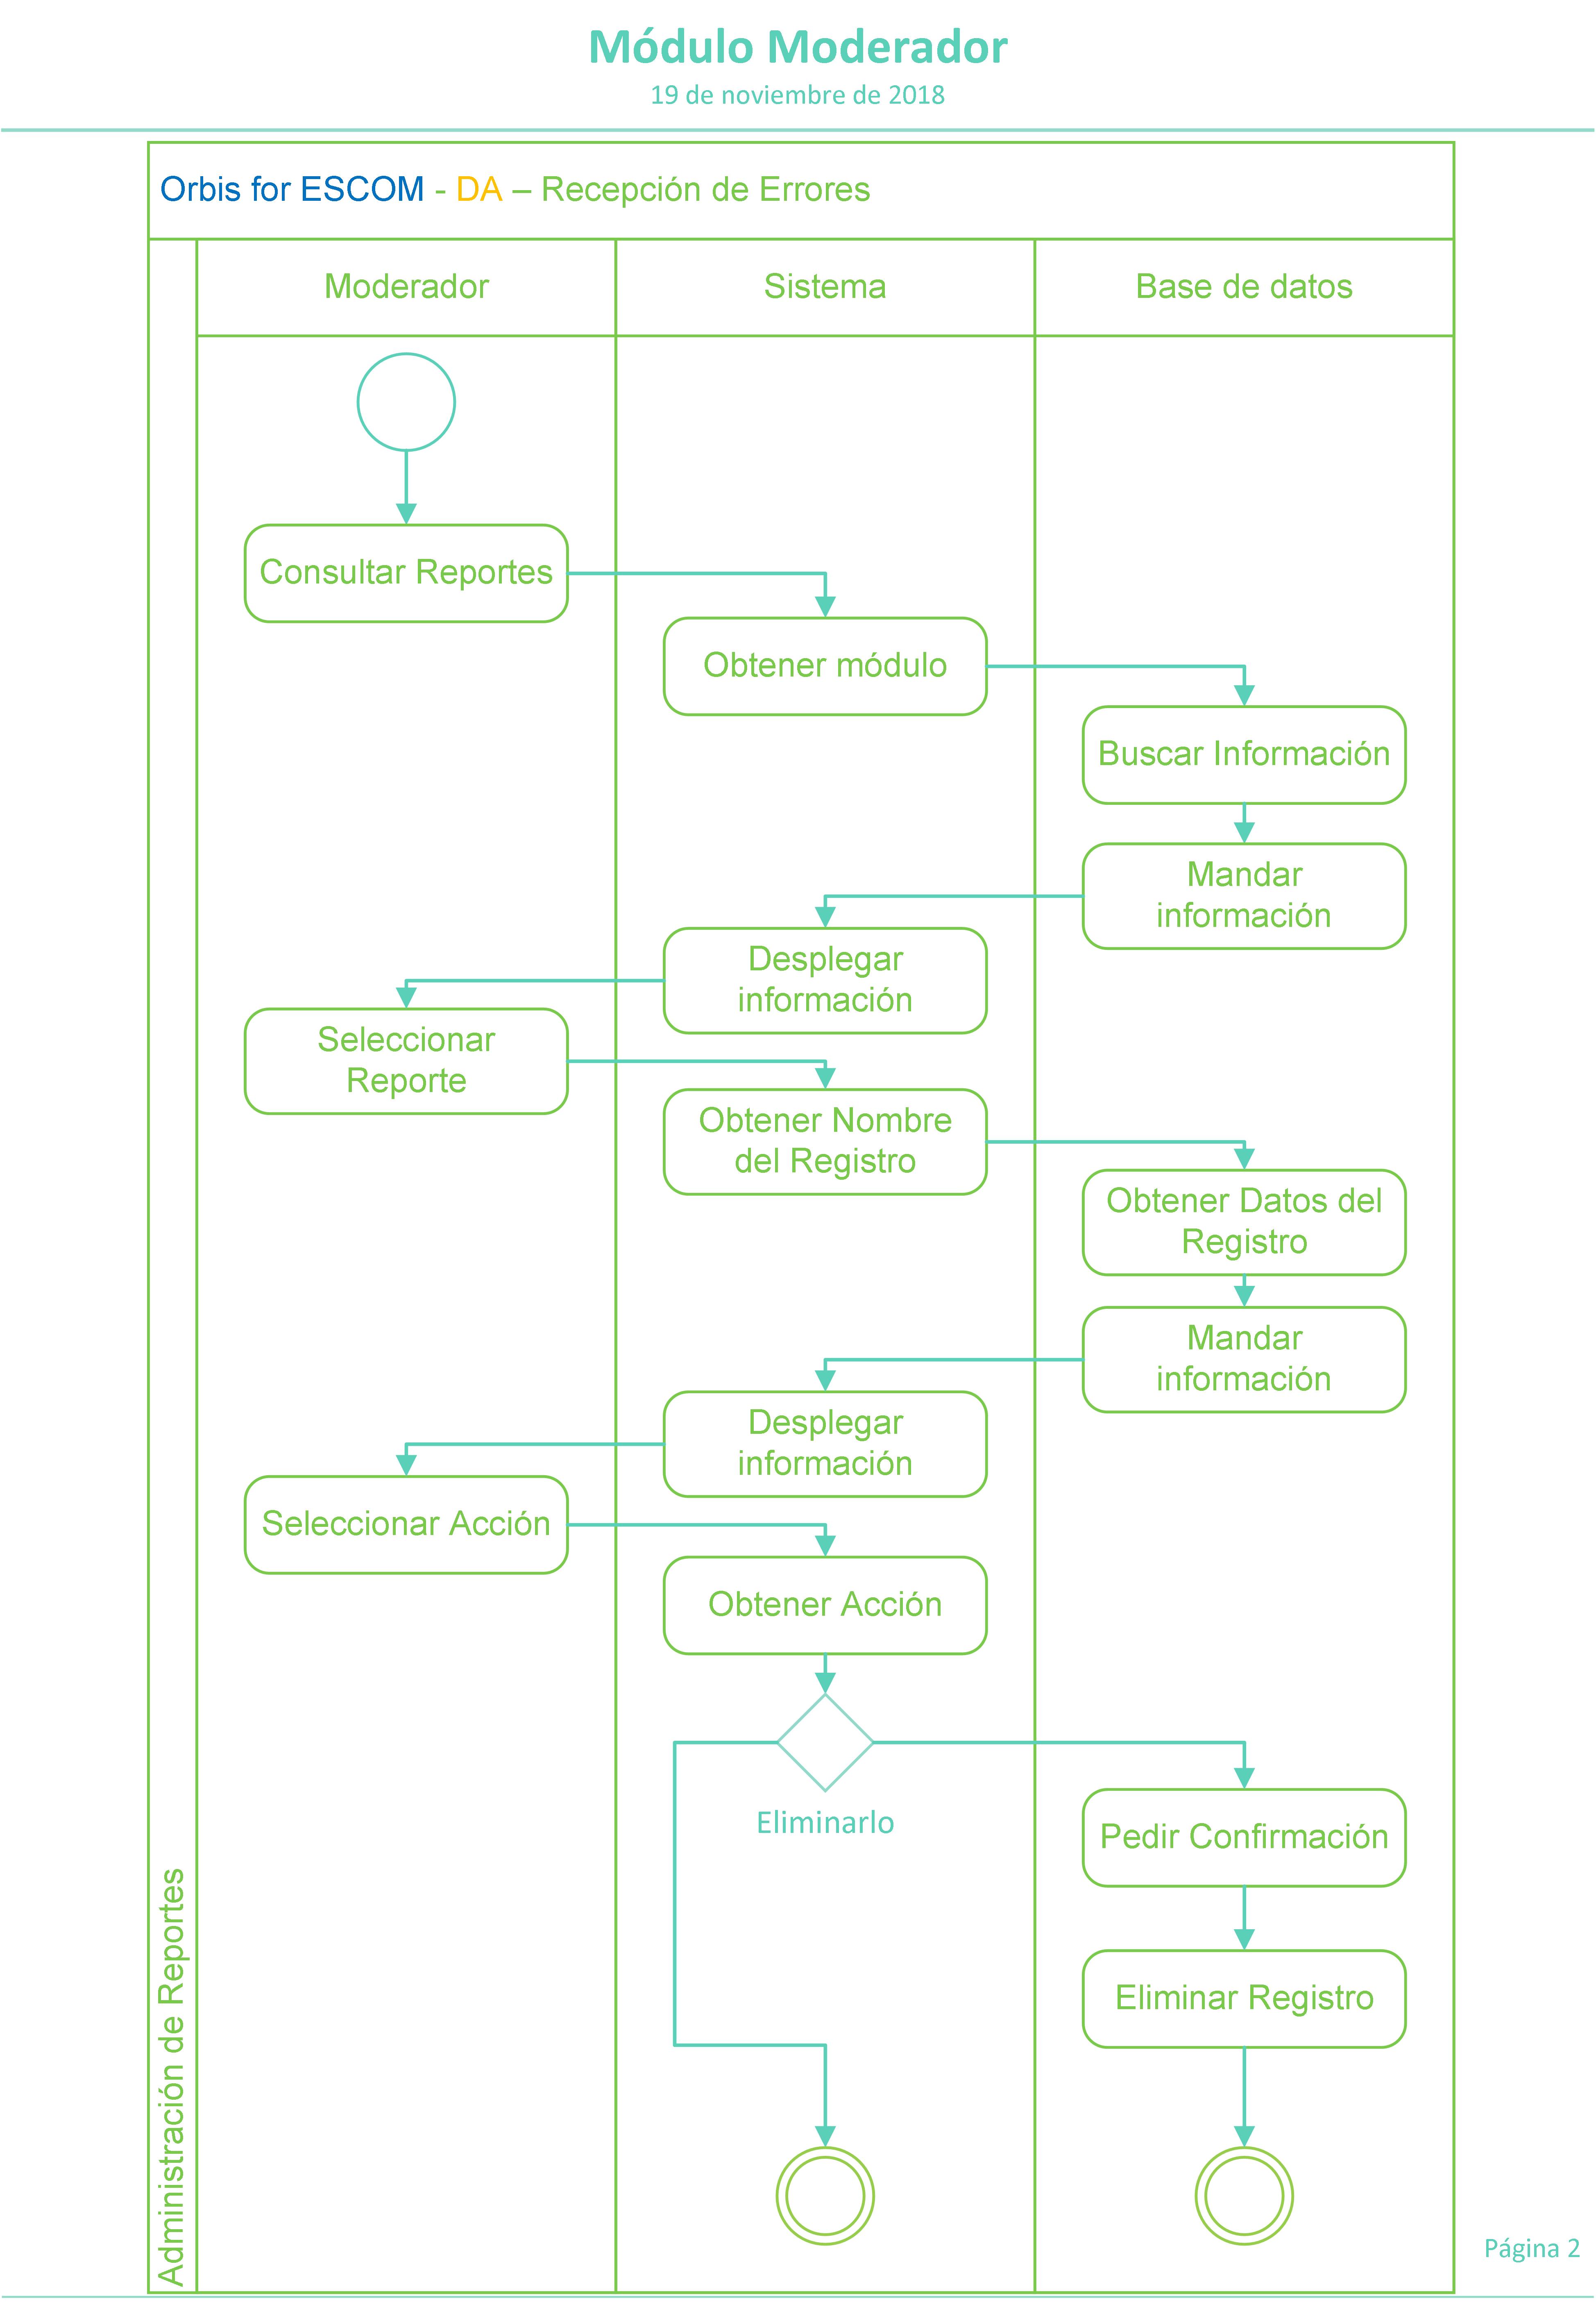 Módulo Moderador
19 de noviembre de 2018
Orbis for ESCOM - DA – Recepción de Errores
Moderador
Sistema
Base de datos
Consultar Reportes
Obtener módulo
Buscar Información
Mandar
información
Desplegar
información
Seleccionar
Reporte
Obtener Nombre
del Registro
Obtener Datos del
Registro
Mandar
información
Desplegar
información
Seleccionar Acción
Obtener Acción
Eliminarlo
Pedir Confirmación
Eliminar Registro
Administración de Reportes
Página 2